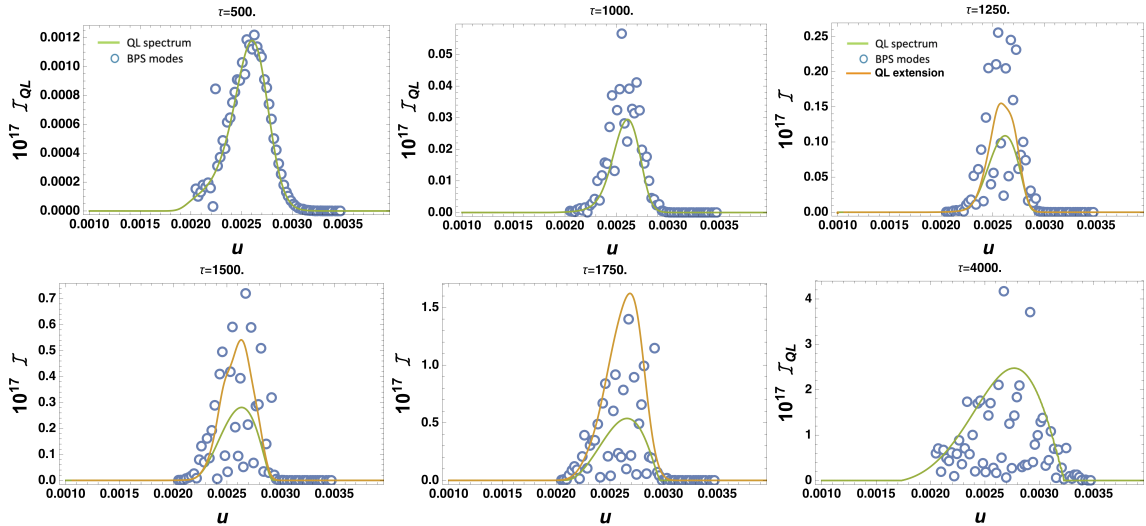 τ=500.
10^17 𝓘_QL
0.0012
0.0010
0.0008
0.0006
0.0004
0.0002
0.0000
QL spectrum
BPS modes
0.0010 0.0015 0.0020 0.0025 0.0030 0.0035
u
τ=1000.
10^17 𝓘_QL
0.05
0.04
0.03
0.02
0.01
0.00
0.0010 0.0015 0.0020 0.0025 0.0030 0.0035
u
τ=1250.
10^17 𝓘
0.25
0.20
0.15
0.10
0.05
0.00
QL spectrum
BPS modes
QL extension
0.0010 0.0015 0.0020 0.0025 0.0030 0.0035
u
τ=1500.
10^17 𝓘
0.7
0.6
0.5
0.4
0.3
0.2
0.1
0.0
0.0010 0.0015 0.0020 0.0025 0.0030 0.0035
u
τ=1750.
10^17 𝓘
1.5
1.0
0.5
0.0
0.0010 0.0015 0.0020 0.0025 0.0030 0.0035
u
τ=4000.
10^17 𝓘_QL
4
3
2
1
0
0.0010 0.0015 0.0020 0.0025 0.0030 0.0035
u